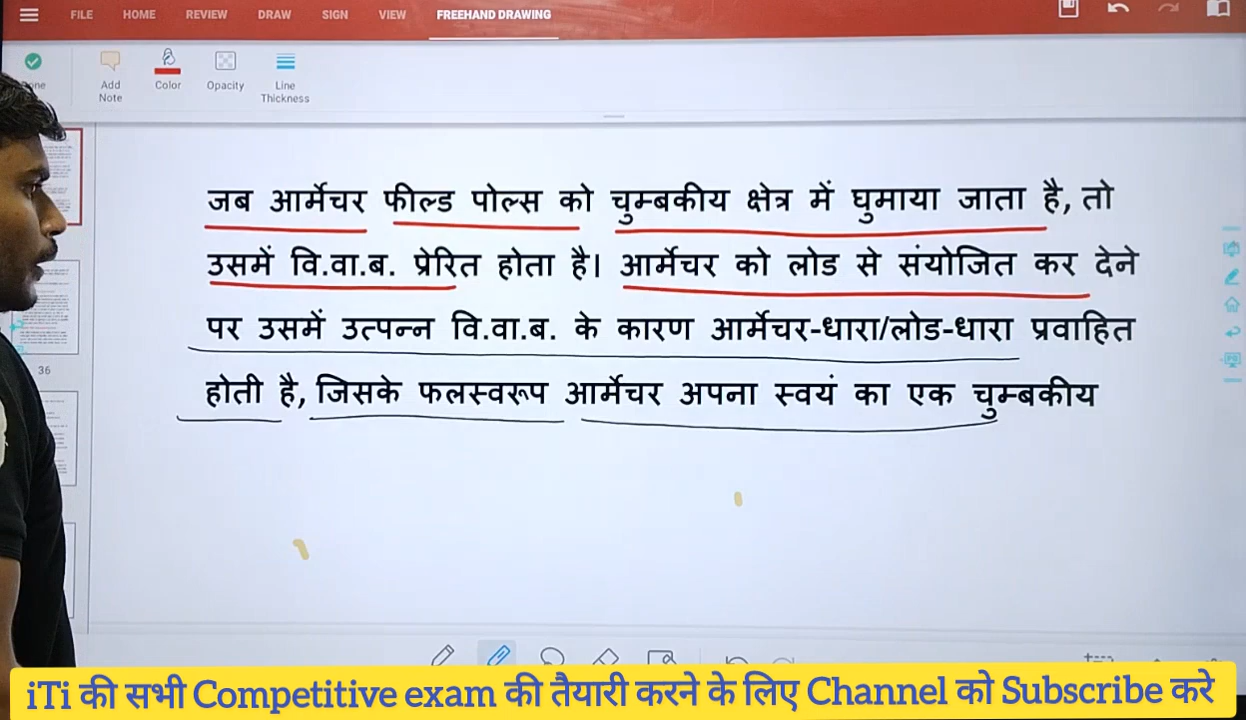 FILE HOME REVIEW DRAW SIGN VIEW FREEHAND DRAWING
Add Note Color Opacity Line Thickness
जब आर्मेचर फील्ड पोल्स को चुम्बकीय क्षेत्र में घुमाया जाता है, तो
उसमें वि.वा.ब. प्रेरित होता है। आर्मेचर को लोड से संयोजित कर देने
पर उसमें उत्पन्न वि.वा.ब. के कारण आर्मेचर-धारा/लोड-धारा प्रवाहित
36
होती है, जिसके फलस्वरूप आर्मेचर अपना स्वयं का एक चुम्बकीय
iTi की सभी Competitive exam की तैयारी करने के लिए Channel को Subscribe करे